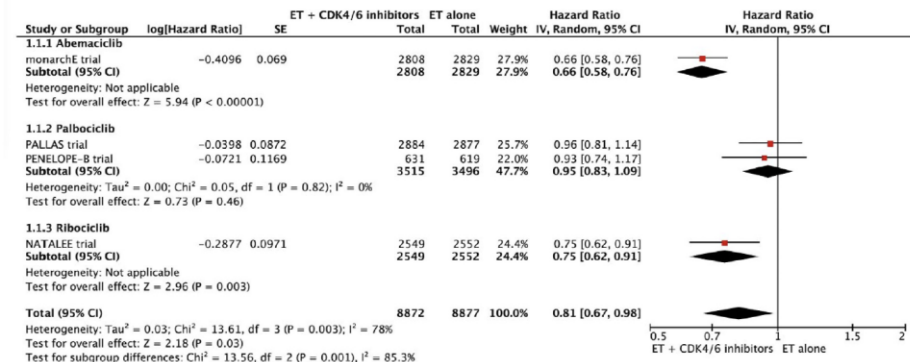 ET + CDK4/6 inhibitors ET alone Hazard Ratio Hazard Ratio
Study or Subgroup log[Hazard Ratio] SE Total Total Weight IV, Random, 95% CI IV, Random, 95% CI
1.1.1 Abemaciclib
monarchE trial -0.4096 0.069 2808 2829 27.9% 0.66 [0.58, 0.76]
Subtotal (95% CI) 2808 2829 27.9% 0.66 [0.58, 0.76]
Heterogeneity: Not applicable
Test for overall effect: Z = 5.94 (P < 0.00001)
1.1.2 Palbociclib
PALLAS trial -0.0398 0.0872 2884 2877 25.7% 0.96 [0.81, 1.14]
PENELOPE-B trial -0.0721 0.1169 631 619 22.0% 0.93 [0.74, 1.17]
Subtotal (95% CI) 3515 3496 47.7% 0.95 [0.83, 1.09]
Heterogeneity: Tau² = 0.00; Chi² = 0.05, df = 1 (P = 0.82); I² = 0%
Test for overall effect: Z = 0.73 (P = 0.46)
1.1.3 Ribociclib
NATALEE trial -0.2877 0.0971 2549 2552 24.4% 0.75 [0.62, 0.91]
Subtotal (95% CI) 2549 2552 24.4% 0.75 [0.62, 0.91]
Heterogeneity: Not applicable
Test for overall effect: Z = 2.96 (P = 0.003)
Total (95% CI) 8872 8877 100.0% 0.81 [0.67, 0.98]
Heterogeneity: Tau² = 0.03; Chi² = 13.61, df = 3 (P = 0.003); I² = 78%
Test for overall effect: Z = 2.18 (P = 0.03)
Test for subgroup differences: Chi² = 13.56, df = 2 (P = 0.001), I² = 85.3%
0.5 0.7 1 1.5 2
ET + CDK4/6 inhibitors ET alone